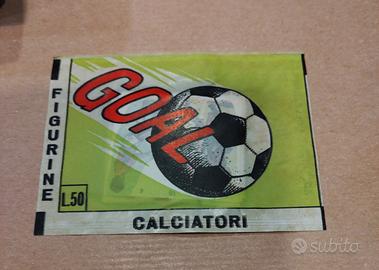 FIGURINE
GOAL
L.50
CALCIATORI
subito